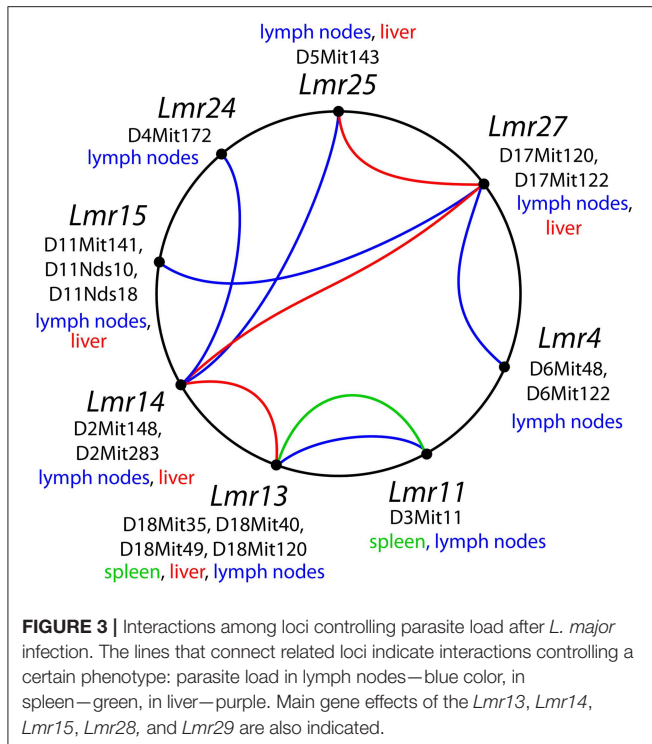 lymph nodes, liver
D5Mit143
Lmr25
Lmr24
D4Mit172
lymph nodes
Lmr27
D17Mit120,
D17Mit122
lymph nodes,
liver
Lmr15
D11Mit141,
D11Nds10,
D11Nds18
lymph nodes,
liver
Lmr4
D6Mit48,
D6Mit122
lymph nodes
Lmr14
D2Mit148,
D2Mit283
lymph nodes, liver
Lmr13
D18Mit35, D18Mit40,
D18Mit49, D18Mit120
spleen, liver, lymph nodes
Lmr11
D3Mit11
spleen, lymph nodes
FIGURE 3 | Interactions among loci controlling parasite load after L. major
infection. The lines that connect related loci indicate interactions controlling a
certain phenotype: parasite load in lymph nodes—blue color, in
spleen—green, in liver—purple. Main gene effects of the Lmr13, Lmr14,
Lmr15, Lmr28, and Lmr29 are also indicated.